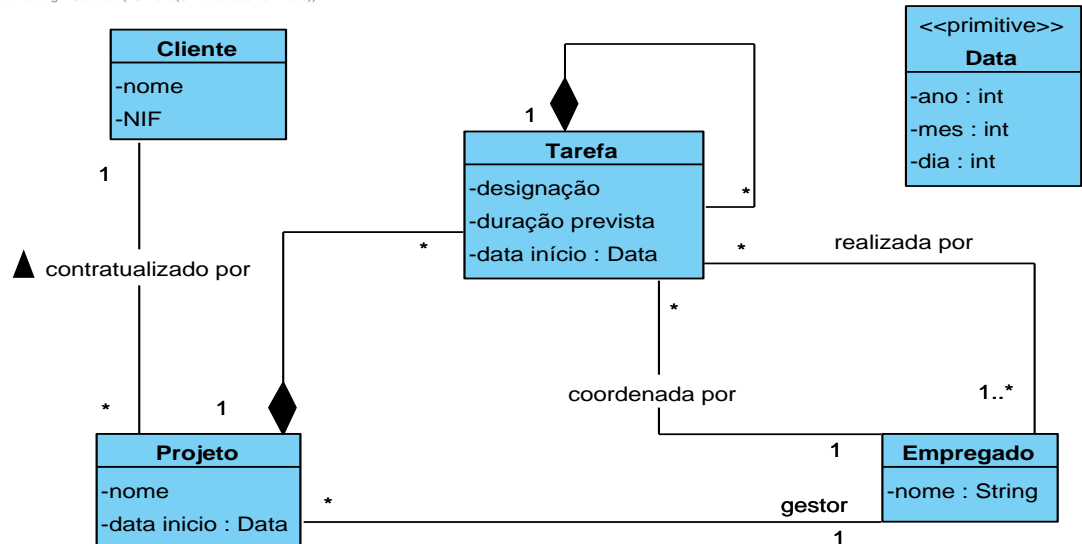 Cliente
-nome
-NIF
<<primitive>>
Data
-ano : int
-mes : int
-dia : int
1
Tarefa
-designação
-duração prevista
-data início : Data
*
1
*
*
realizada por
contratualizado por
*
coordenada por
1..*
*
1
Projeto
-nome
-data inicio : Data
1
Empregado
-nome : String
*
gestor
1